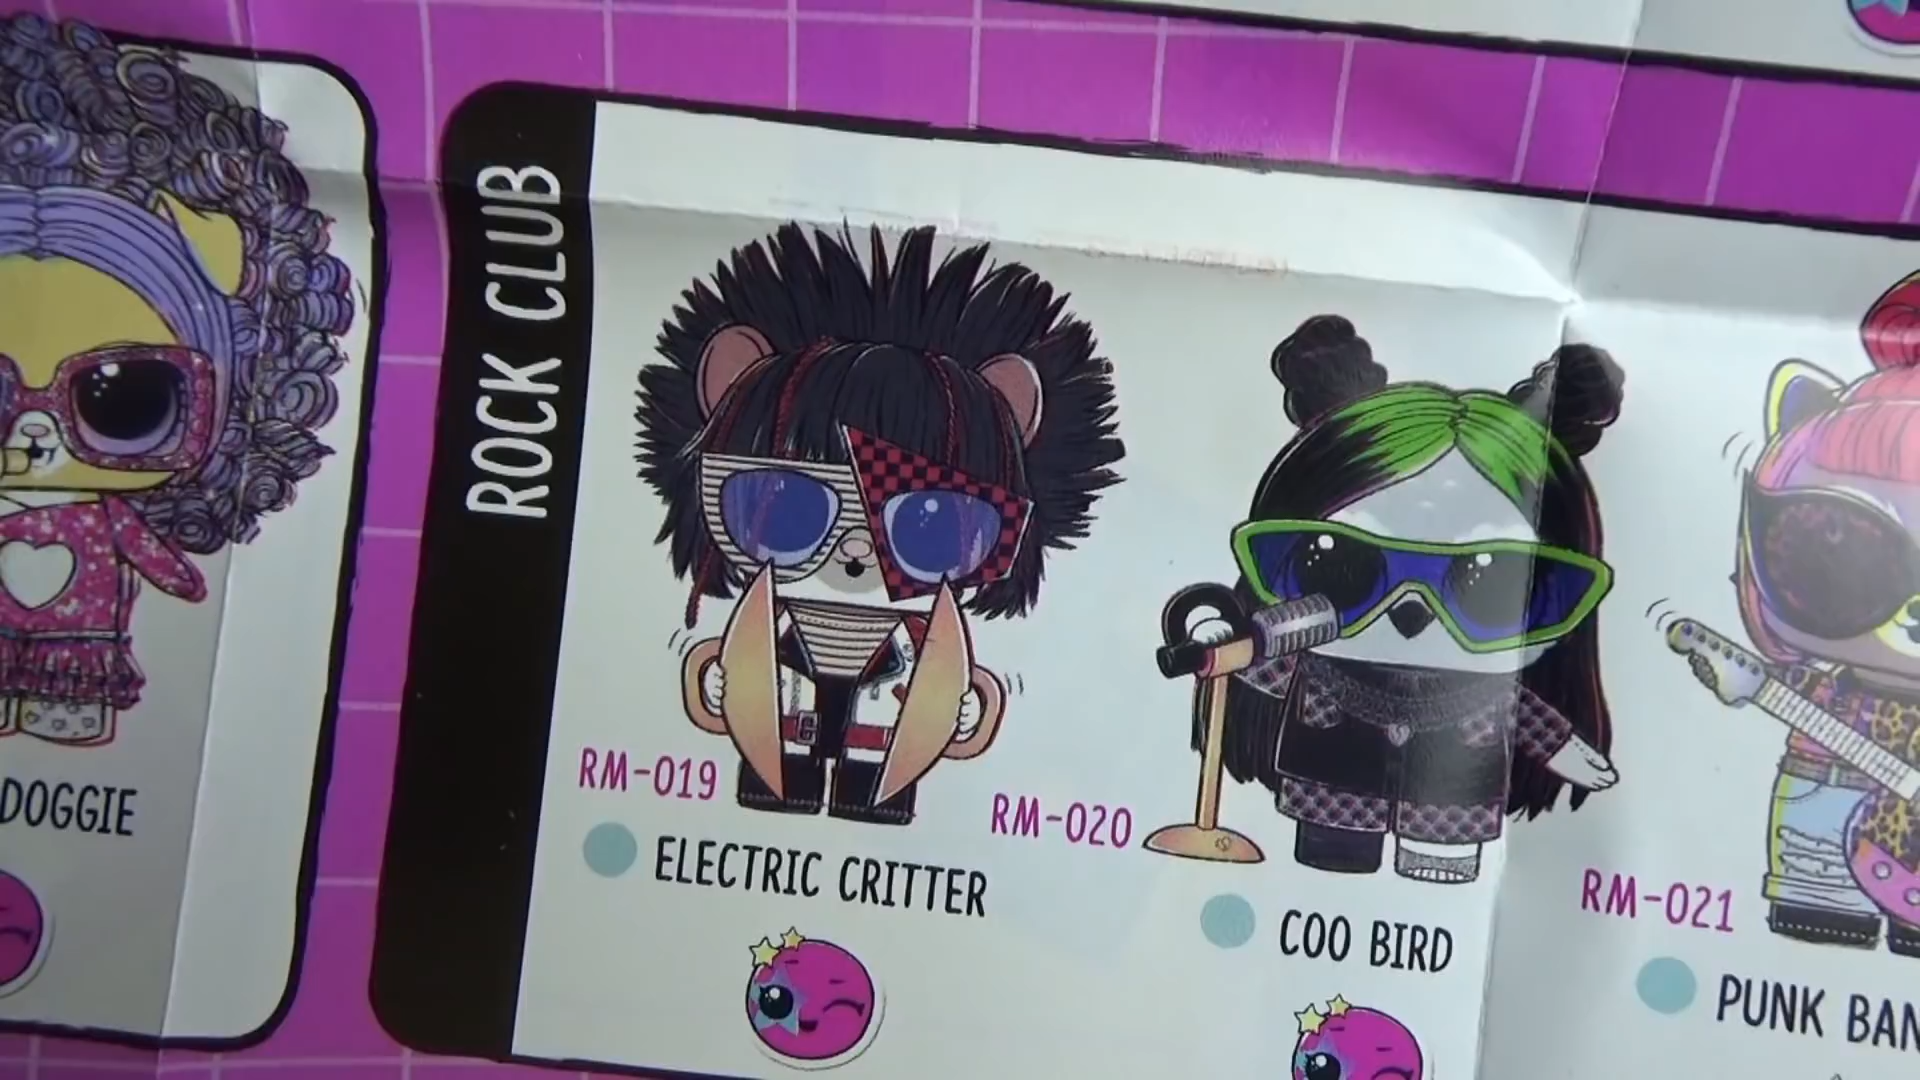 ROCK CLUB
DOGGIE
RM-019
ELECTRIC CRITTER
RM-020
COO BIRD
RM-021
PUNK BAN